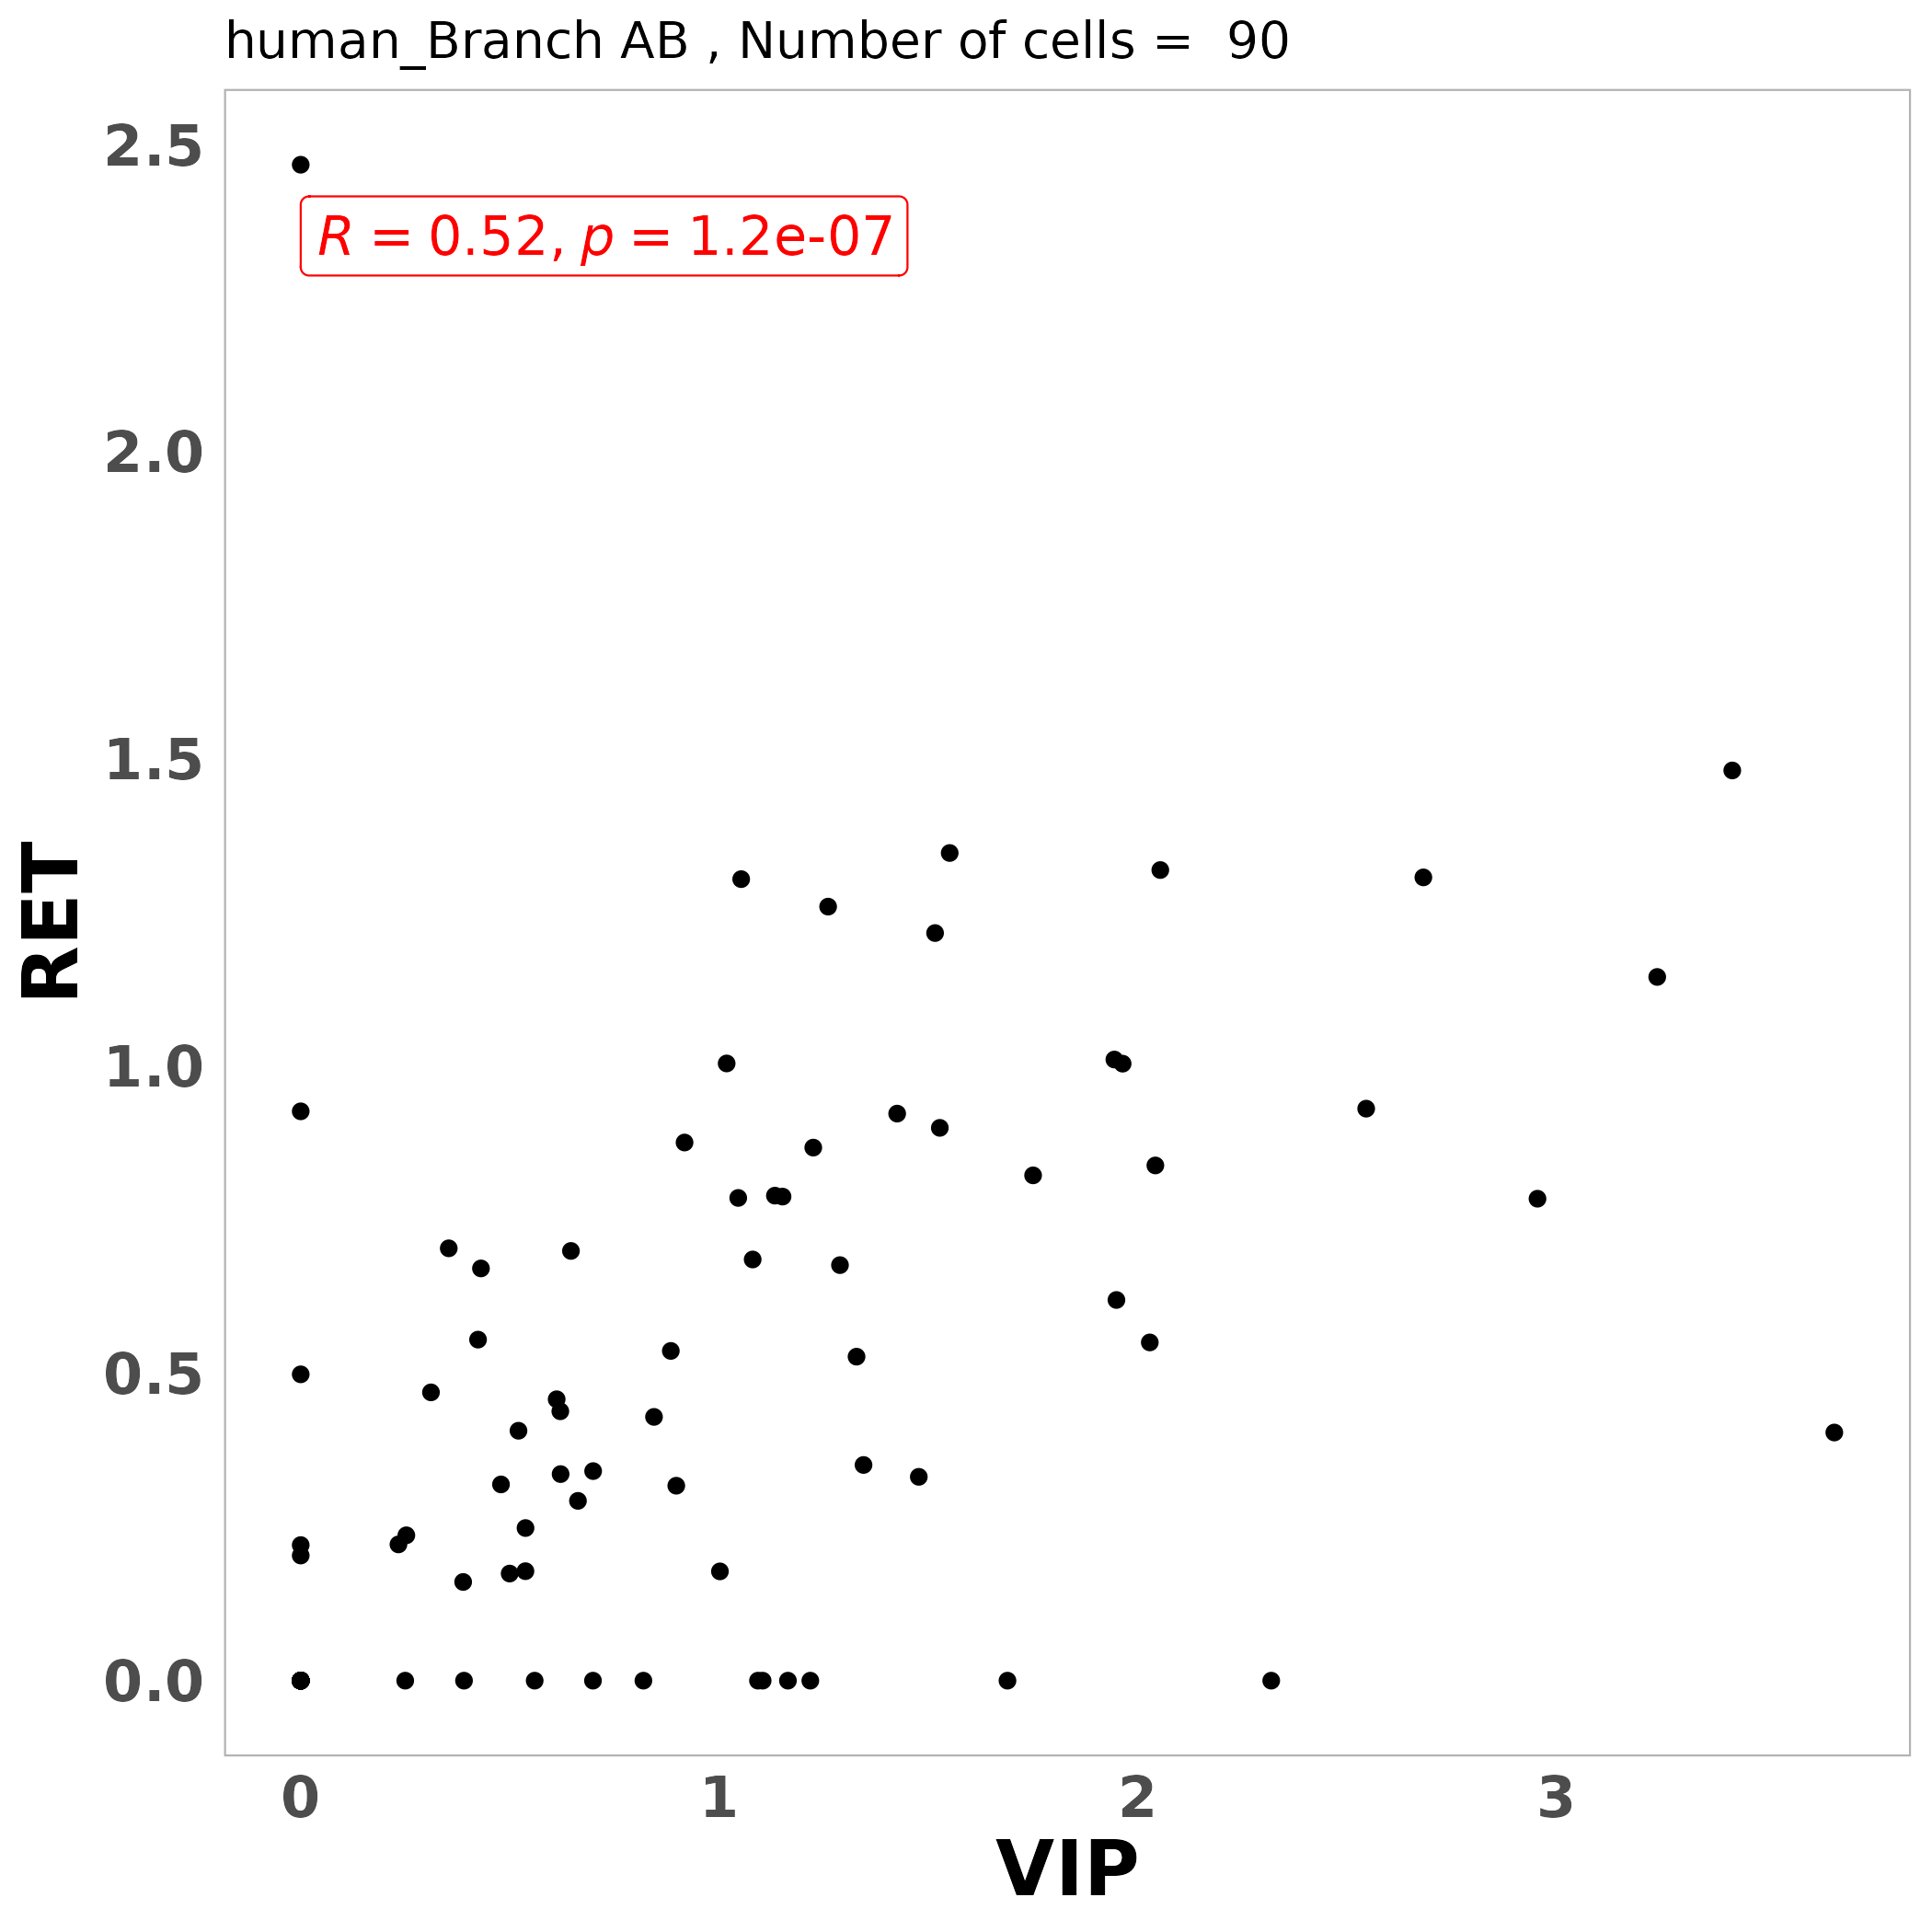 human_Branch AB , Number of cells =  90
2.5
R = 0.52, p = 1.2e-07
2.0
1.5
RET
1.0
0.5
0.0
0 1 2 3
VIP